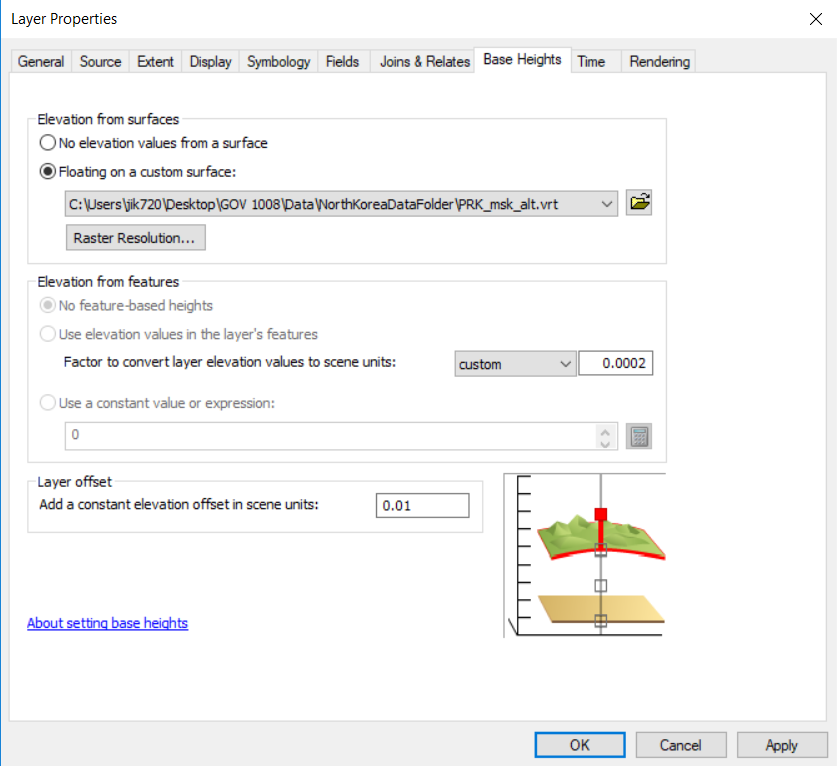 Layer Properties
General Source Extent Display Symbology Fields Joins & Relates Base Heights Time Rendering
Elevation from surfaces
No elevation values from a surface
Floating on a custom surface:
C:\Users\jik720\Desktop\GOV 1008\Data\NorthKoreaDataFolder\PRK_msk_alt.vrt
Raster Resolution...
Elevation from features
No feature-based heights
Use elevation values in the layer's features
Factor to convert layer elevation values to scene units: custom 0.0002
Use a constant value or expression:
0
Layer offset
Add a constant elevation offset in scene units: 0.01
About setting base heights
OK Cancel Apply